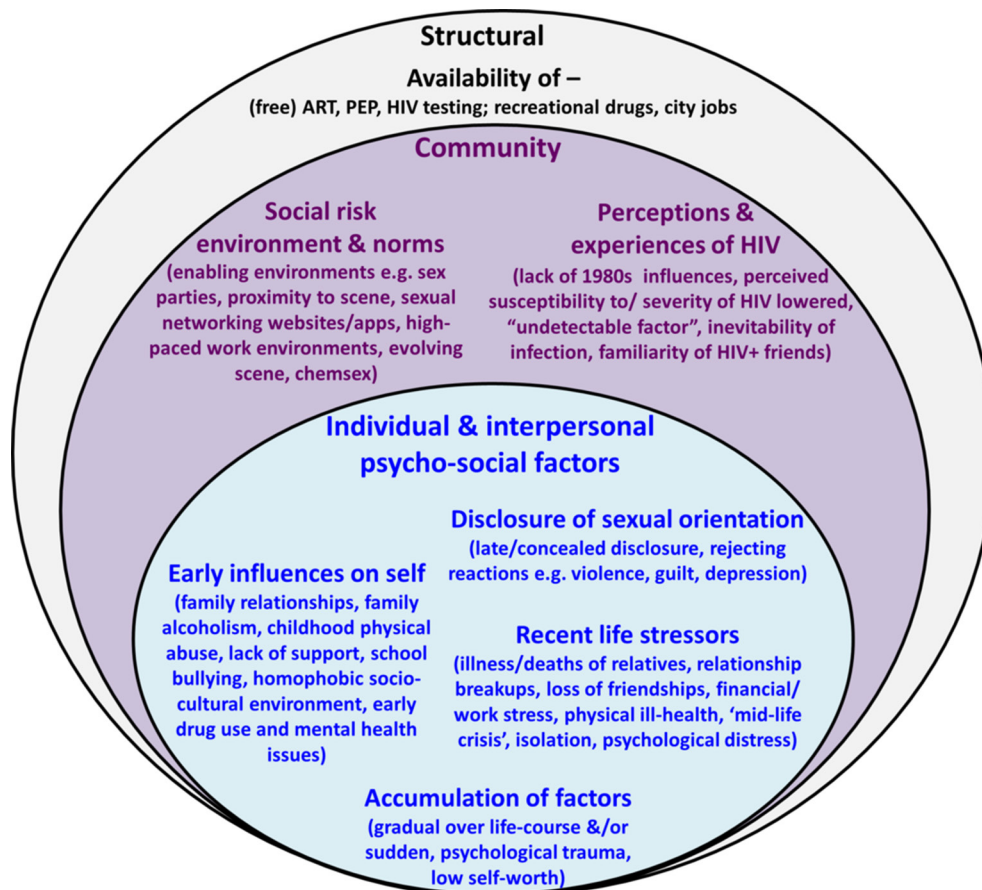 Structural
Availability of –
(free) ART, PEP, HIV testing; recreational drugs, city jobs
Community
Social risk
environment & norms
(enabling environments e.g. sex
parties, proximity to scene, sexual
networking websites/apps, high-
paced work environments, evolving
scene, chemsex)
Perceptions &
experiences of HIV
(lack of 1980s influences, perceived
susceptibility to/ severity of HIV lowered,
“undetectable factor”, inevitability of
infection, familiarity of HIV+ friends)
Individual & interpersonal
psycho-social factors
Disclosure of sexual orientation
(late/concealed disclosure, rejecting
reactions e.g. violence, guilt, depression)
Early influences on self
(family relationships, family
alcoholism, childhood physical
abuse, lack of support, school
bullying, homophobic socio-
cultural environment, early
drug use and mental health
issues)
Recent life stressors
(illness/deaths of relatives, relationship
breakups, loss of friendships, financial/
work stress, physical ill-health, ‘mid-life
crisis’, isolation, psychological distress)
Accumulation of factors
(gradual over life-course &/or
sudden, psychological trauma,
low self-worth)